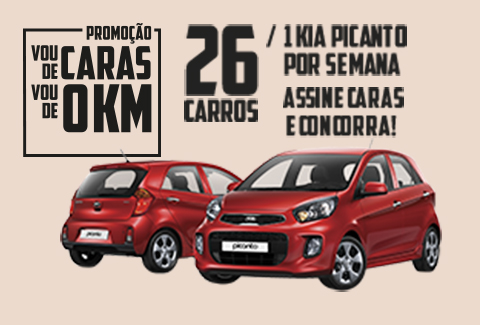 PROMOÇÃO
VOU DE CARAS
VOU DE 0KM
26 CARROS
/ 1 KIA PICANTO
POR SEMANA
ASSINE CARAS
E CONCORRA!
picanto
KIA
picanto